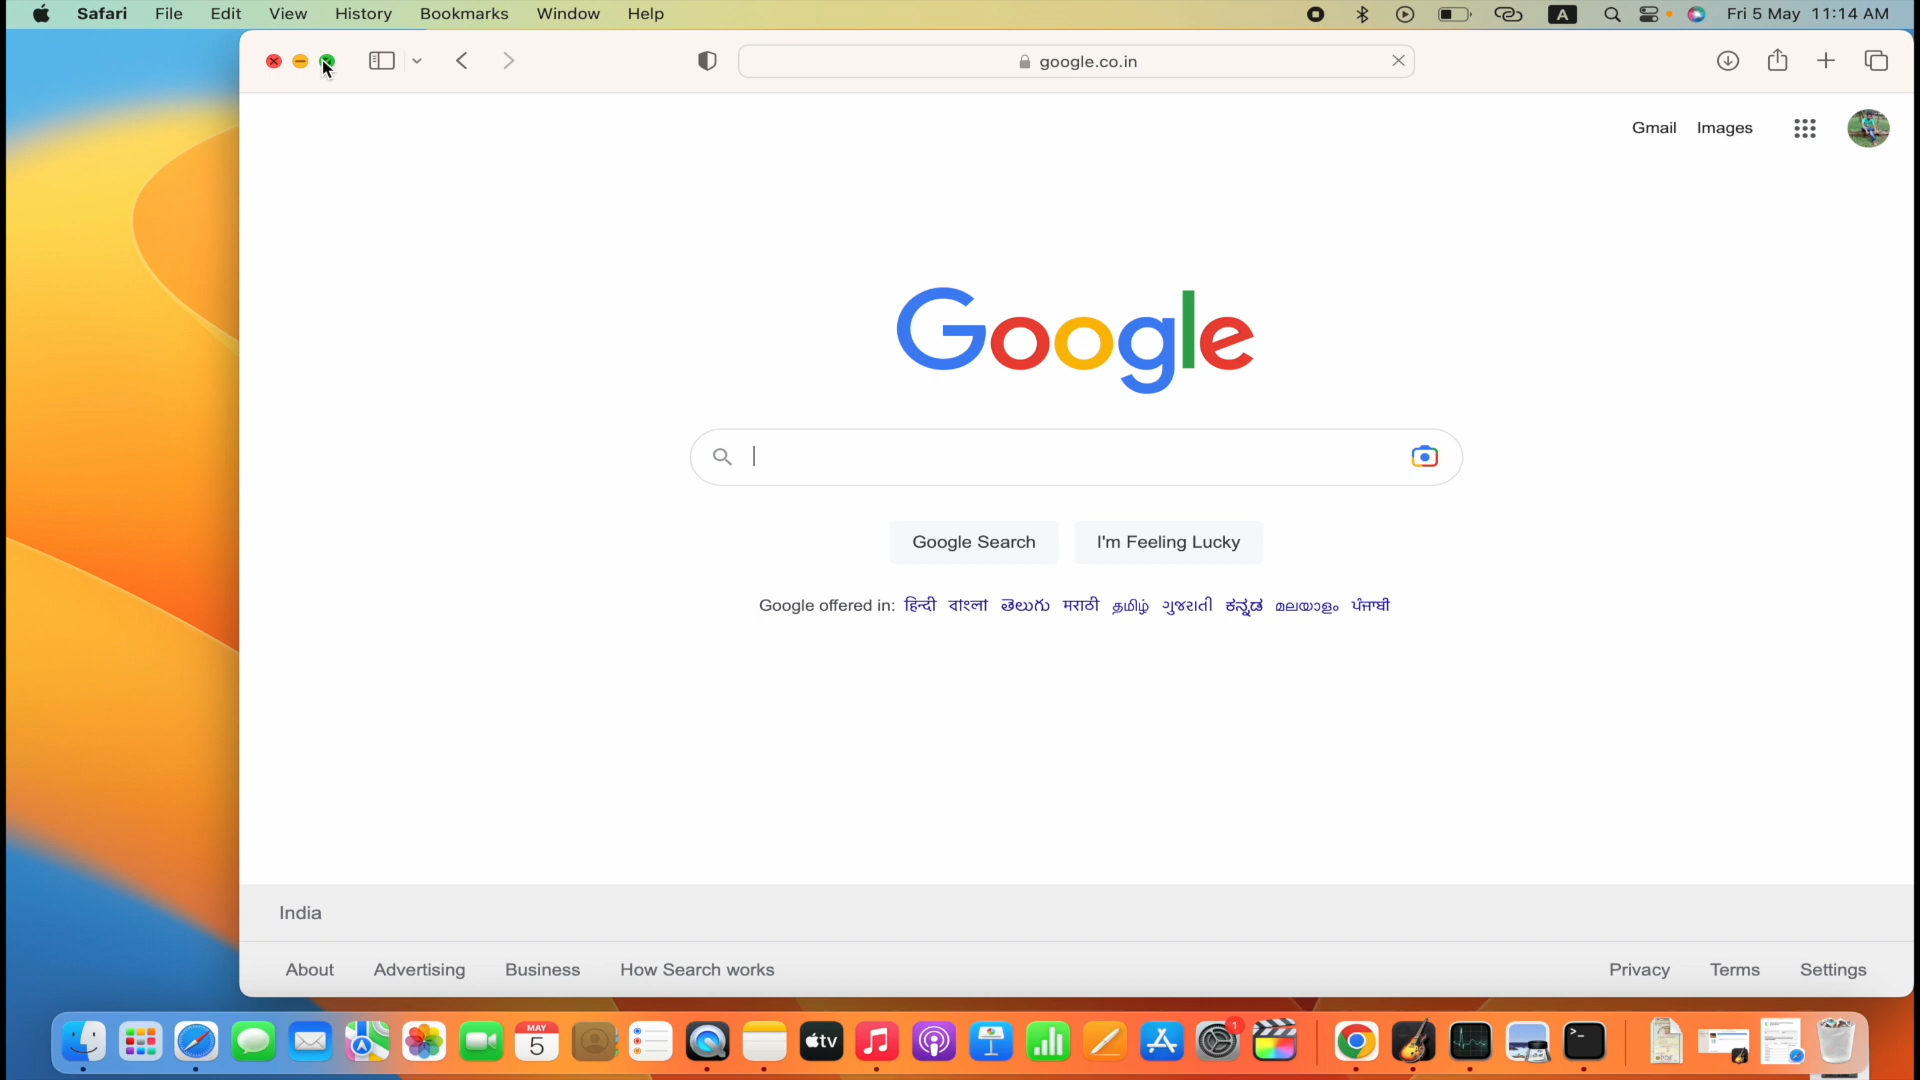 Safari File Edit View History Bookmarks Window Help A Fri 5 May 11:14 AM
google.co.in
Gmail Images
Google
Google Search I'm Feeling Lucky
Google offered in: हिन्दी বাংলা తెలుగు मराठी தமிழ் ગુજરાતી ಕನ್ನಡ മലയാളം ਪੰਜਾਬੀ
India
About Advertising Business How Search works Privacy Terms Settings
MAY
5
tv
1
>_